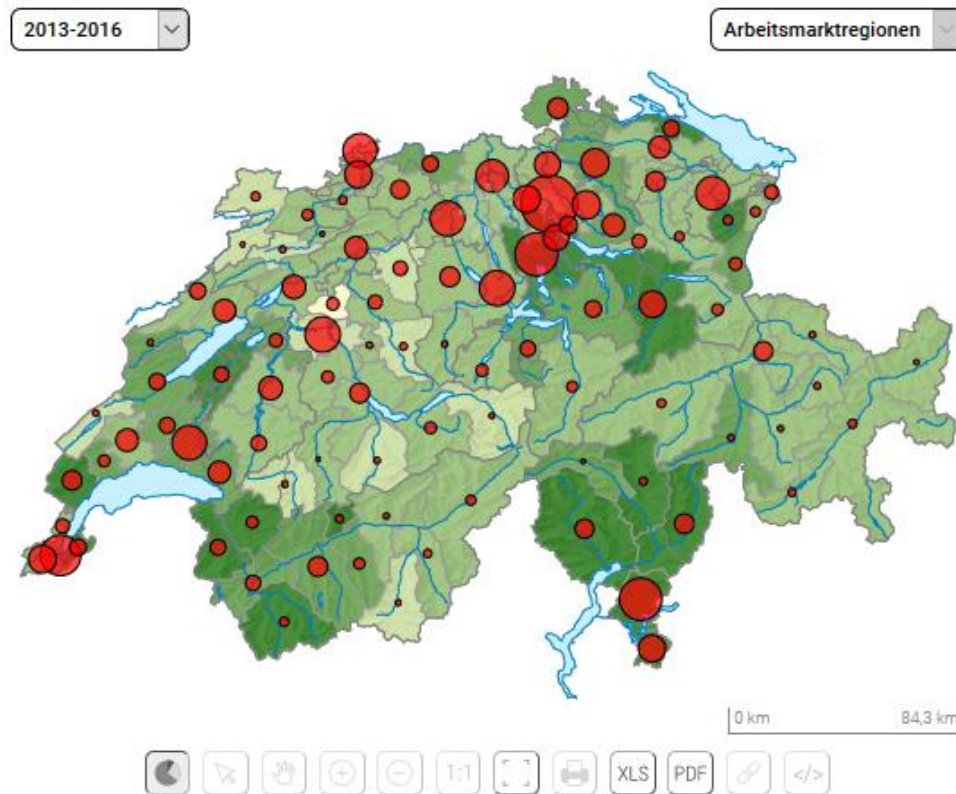 2013-2016
Arbeitsmarktregionen
0 km
84,3 km
1:1
XLS
PDF
</>